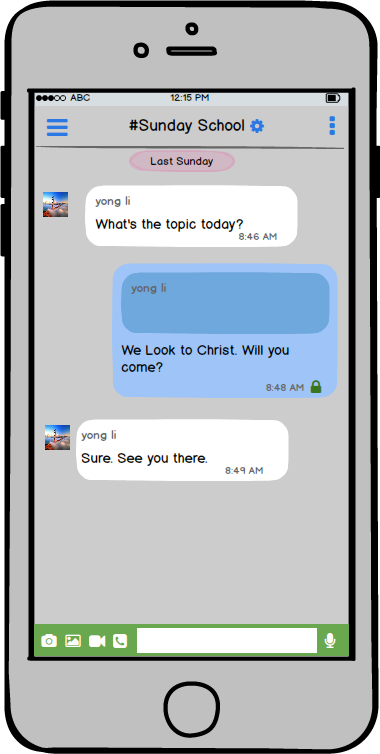 ABC 12:15 PM
#Sunday School
Last Sunday
yong li
What's the topic today?
8:46 AM
yong li
We Look to Christ. Will you
come?
8:48 AM
yong li
Sure. See you there.
8:49 AM